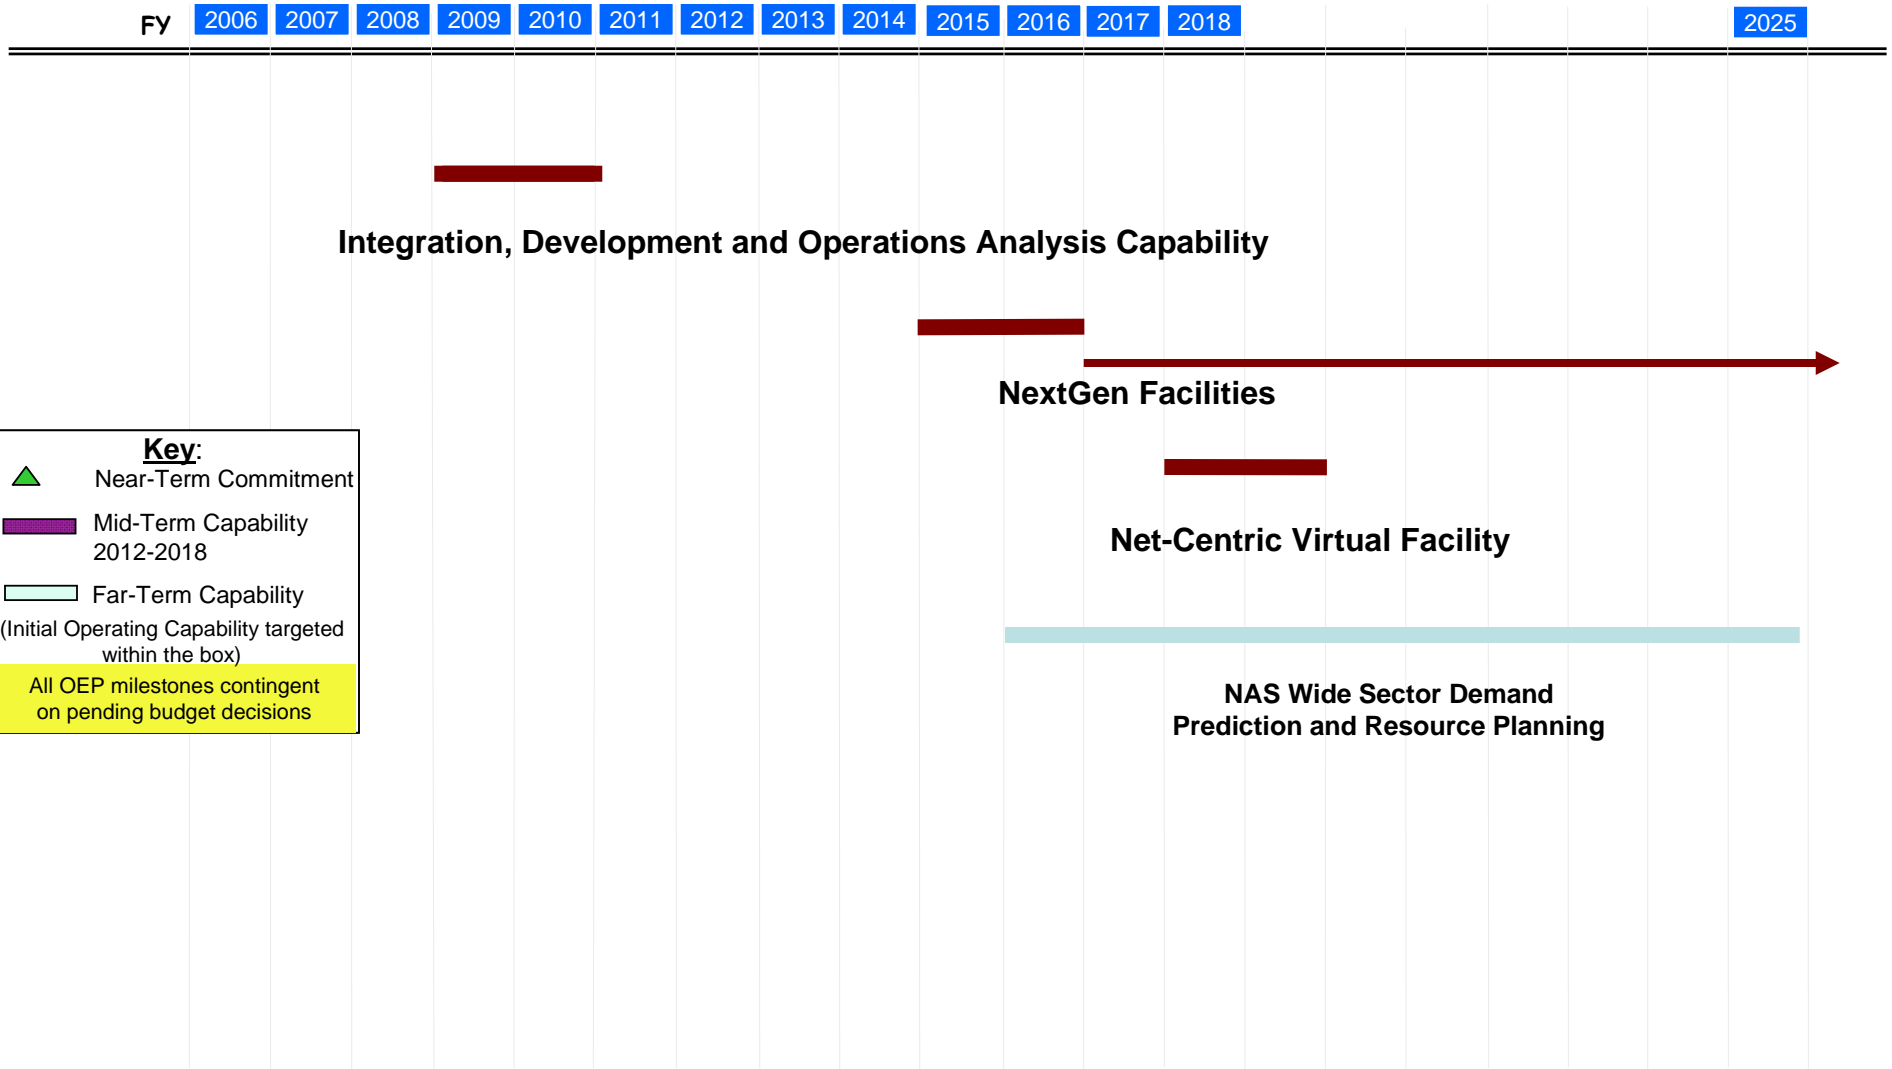 FY 2006 2007 2008 2009 2010 2011 2012 2013 2014 2015 2016 2017 2018 2025
Integration, Development and Operations Analysis Capability
NextGen Facilities
Key:
Near-Term Commitment
Mid-Term Capability
2012-2018
Far-Term Capability
(Initial Operating Capability targeted
within the box)
All OEP milestones contingent
on pending budget decisions
Net-Centric Virtual Facility
NAS Wide Sector Demand
Prediction and Resource Planning